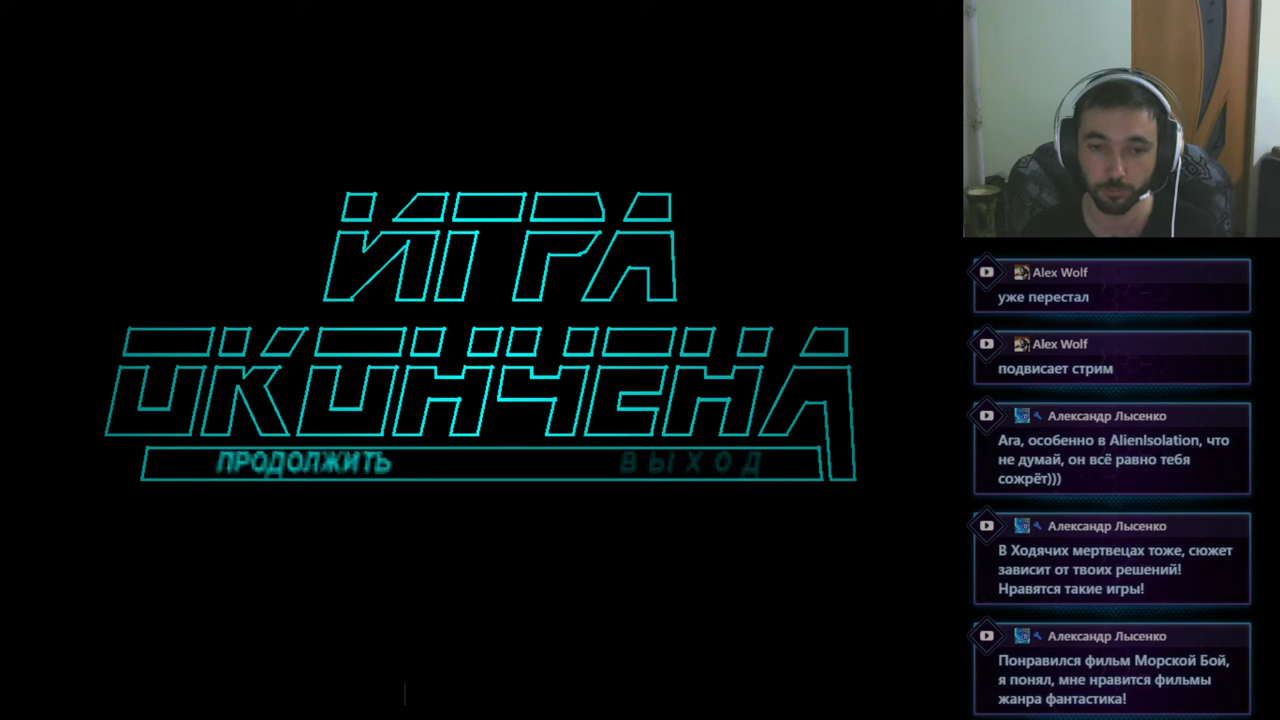 ИГРА
ОКОНЧЕНА
ПРОДОЛЖИТЬ
ВЫХОД
Alex Wolf
уже перестал
Alex Wolf
подвисает стрим
Александр Лысенко
Ага, особенно в AlienIsolation, что
не думай, он всё равно тебя
сожрёт)))
Александр Лысенко
В Ходячих мертвецах тоже, сюжет
зависит от твоих решений!
Нравятся такие игры!
Александр Лысенко
Понравился фильм Морской Бой,
я понял, мне нравится фильмы
жанра фантастика!